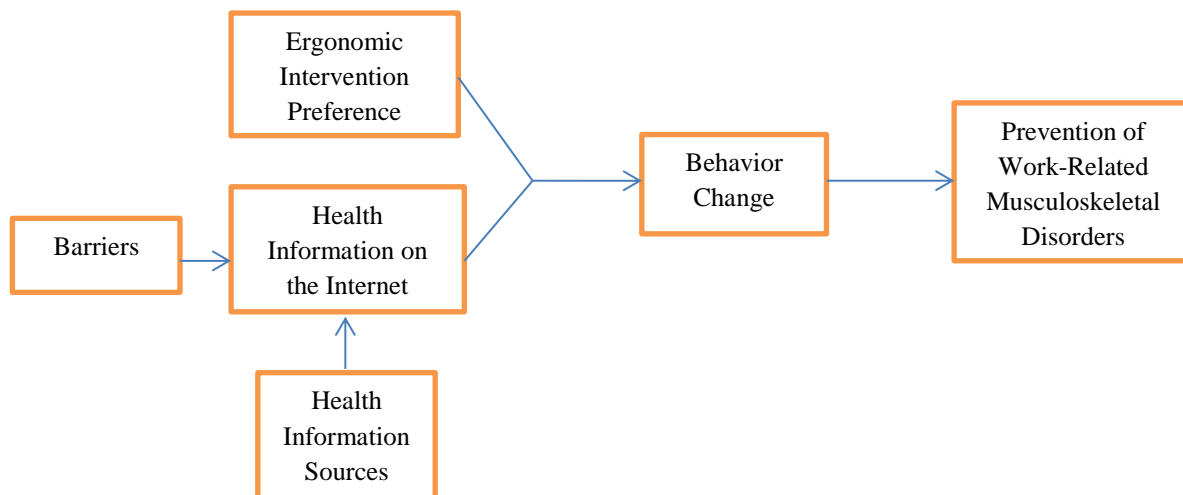 Ergonomic
Intervention
Preference
Barriers
Health
Information on
the Internet
Health
Information
Sources
Behavior
Change
Prevention of
Work-Related
Musculoskeletal
Disorders